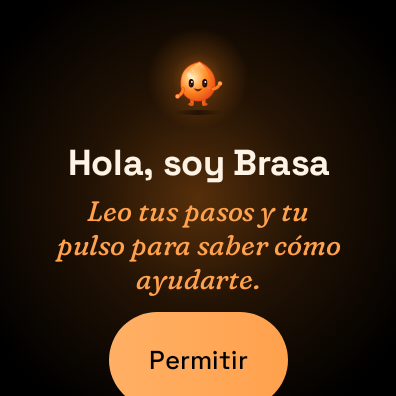 Hola, soy Brasa
Leo tus pasos y tu
pulso para saber cómo
ayudarte.
Permitir